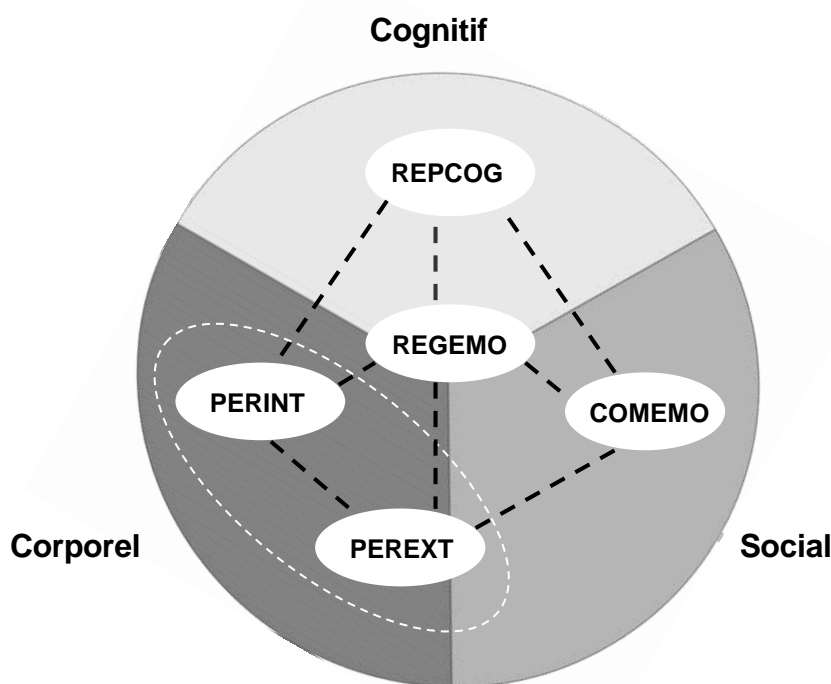 Cognitif
REPCOG
REGEMO
PERINT
COMEMO
PEREXT
Corporel
Social